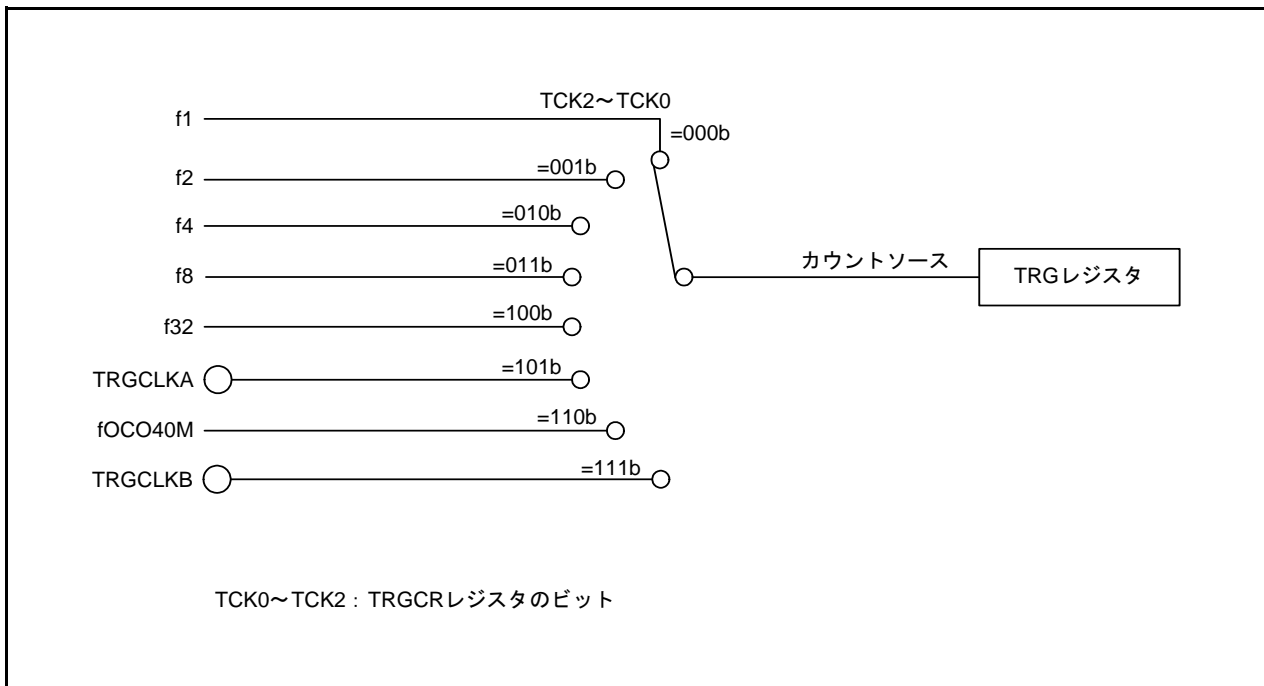 TCK2～TCK0
f1
=000b
f2
=001b
f4
=010b
f8
=011b
カウントソース
TRGレジスタ
f32
=100b
TRGCLKA
=101b
fOCO40M
=110b
TRGCLKB
=111b
TCK0～TCK2：TRGCRレジスタのビット